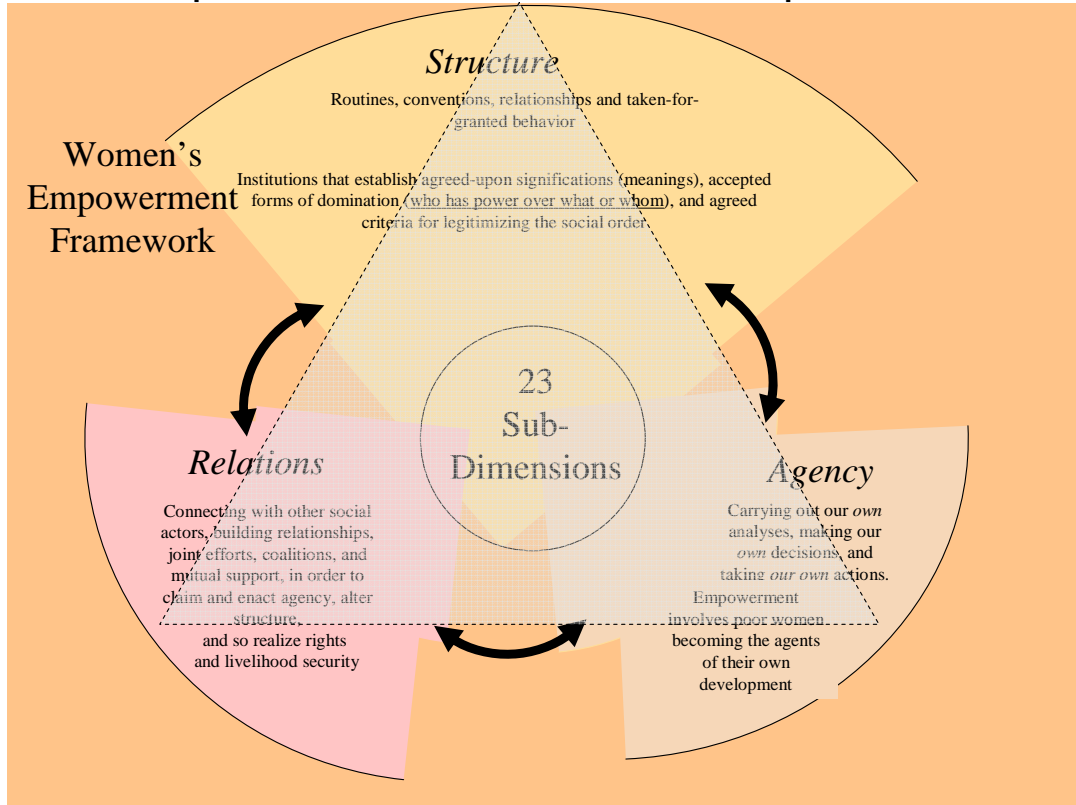 Structure
Routines, conventions, relationships and taken-for-
granted behavior
Women's
Empowerment
Framework
Institutions that establish agreed-upon significations (meanings), accepted
forms of domination (who has power over what or whom), and agreed
criteria for legitimizing the social order
23
Sub-
Dimensions
Relations
Connecting with other social
actors, building relationships,
joint efforts, coalitions, and
mutual support, in order to
claim and enact agency, alter
structure,
and so realize rights
and livelihood security
Agency
Carrying out our own
analyses, making our
own decisions, and
taking our own actions.
Empowerment
involves poor women
becoming the agents
of their own
development